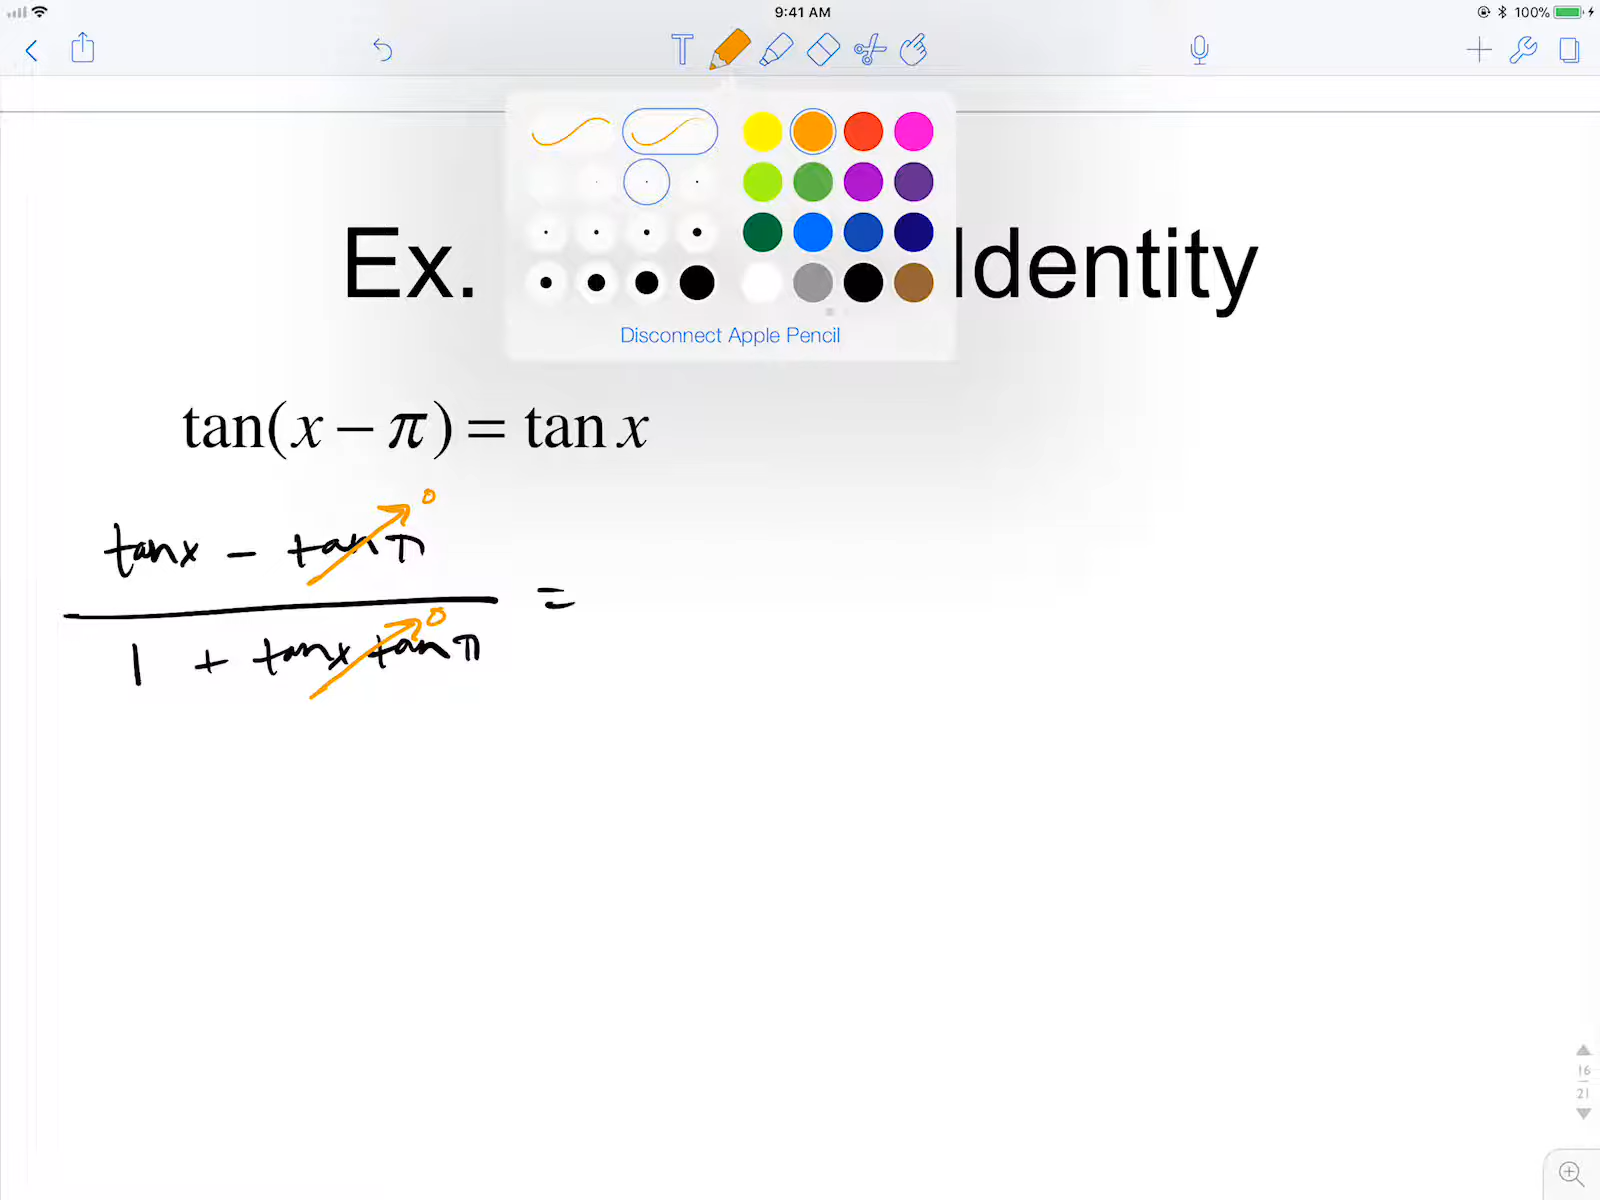 9:41 AM
100%
T
Ex. Identity
Disconnect Apple Pencil
tan(x − π) = tan x
tanx − tanπ 0
=
1 + tanx tanπ 0
16
21